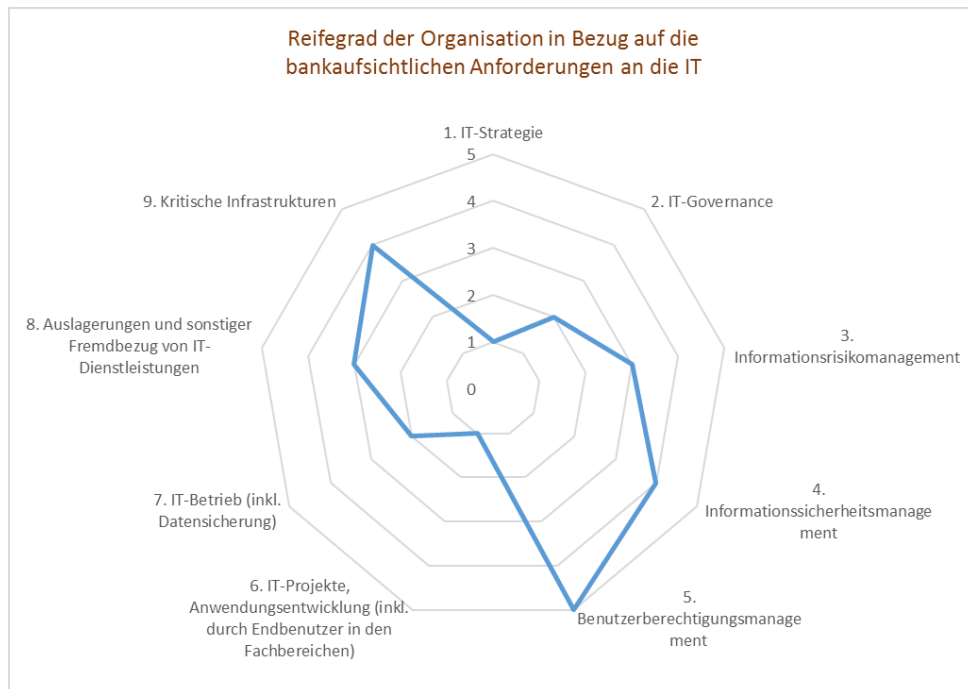 Reifegrad der Organisation in Bezug auf die
bankaufsichtlichen Anforderungen an die IT
1. IT-Strategie
5
4
3
2
1
0
2. IT-Governance
3.
Informationsrisikomanagement
4.
Informationssicherheitsmanage
ment
5.
Benutzerberechtigungsmanage
ment
6. IT-Projekte,
Anwendungsentwicklung (inkl.
durch Endbenutzer in den
Fachbereichen)
7. IT-Betrieb (inkl.
Datensicherung)
8. Auslagerungen und sonstiger
Fremdbezug von IT-
Dienstleistungen
9. Kritische Infrastrukturen